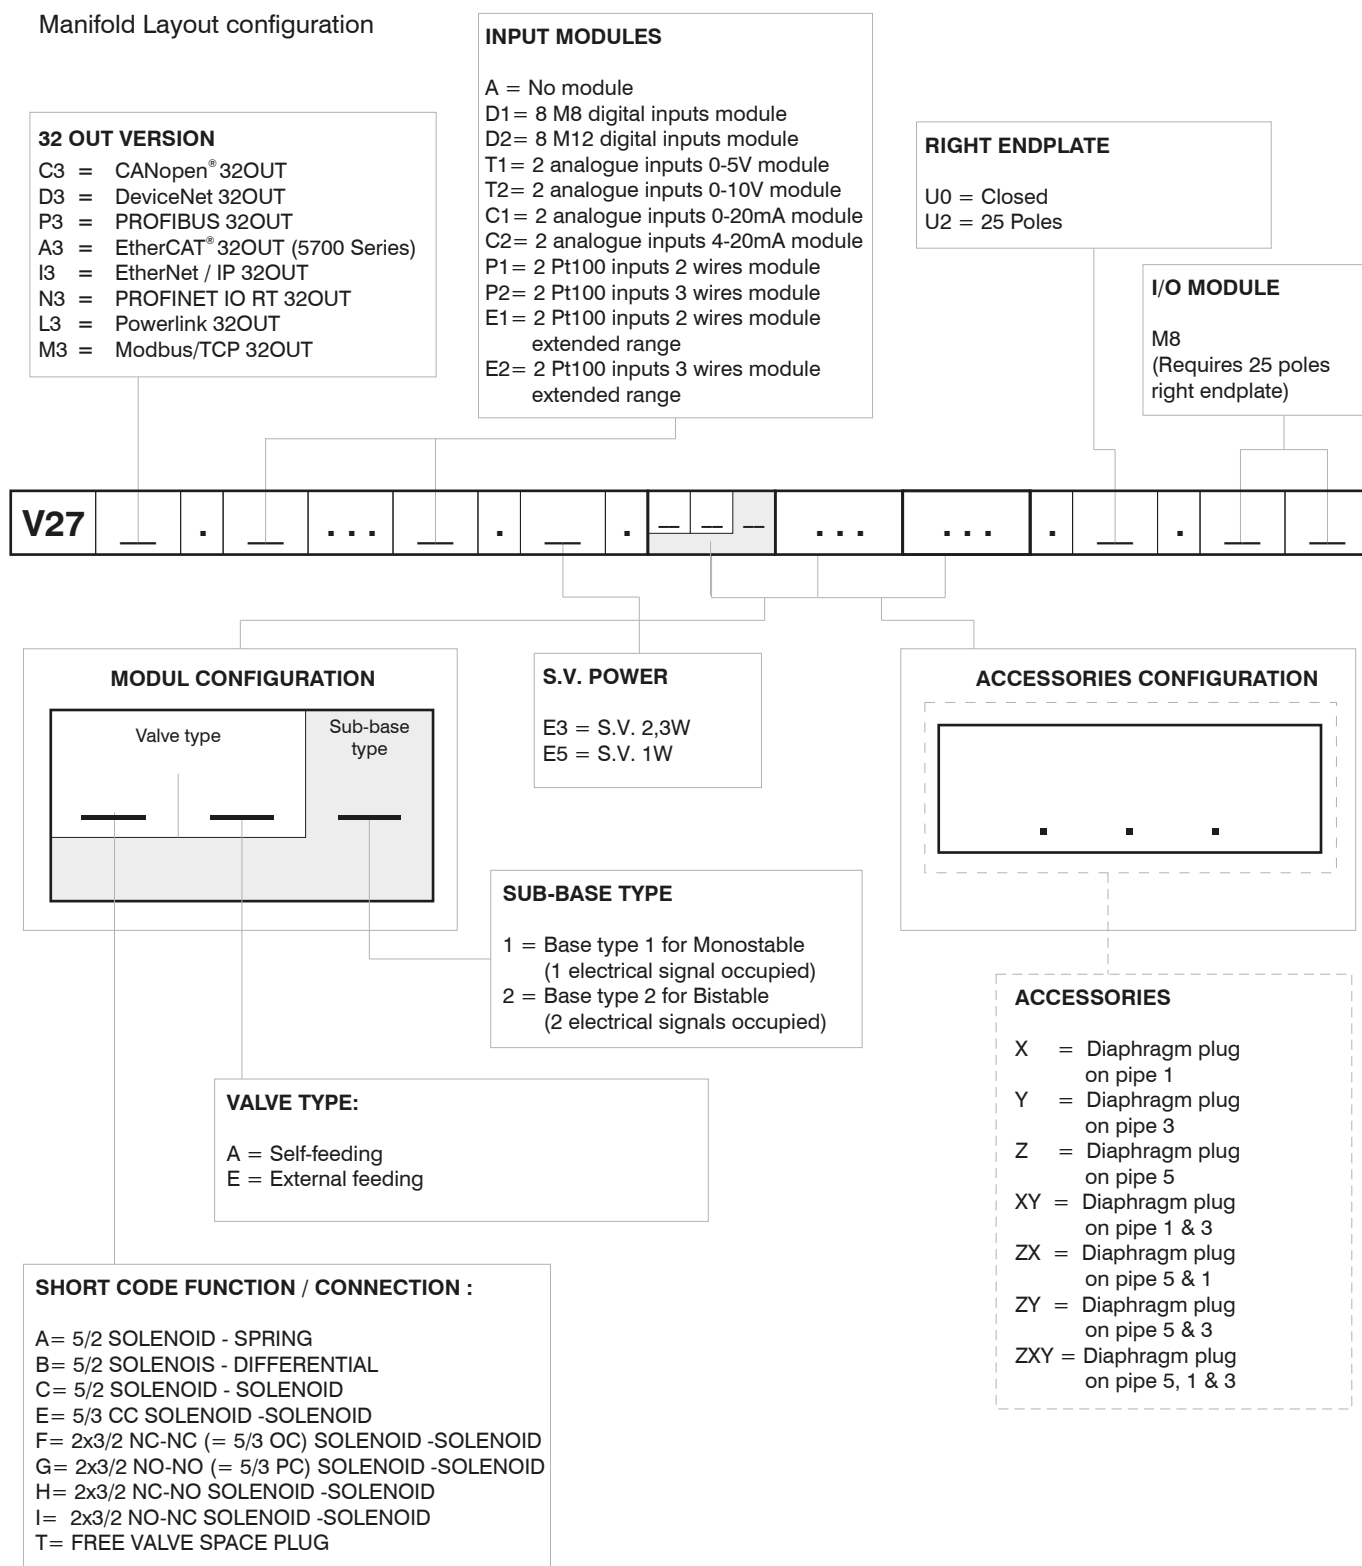 Manifold Layout configuration
INPUT MODULES
A = No module
D1= 8 M8 digital inputs module
D2= 8 M12 digital inputs module
T1= 2 analogue inputs 0-5V module
T2= 2 analogue inputs 0-10V module
C1= 2 analogue inputs 0-20mA module
C2= 2 analogue inputs 4-20mA module
P1= 2 Pt100 inputs 2 wires module
P2= 2 Pt100 inputs 3 wires module
E1= 2 Pt100 inputs 2 wires module
extended range
E2= 2 Pt100 inputs 3 wires module
extended range
32 OUT VERSION
C3 = CANopen® 32OUT
D3 = DeviceNet 32OUT
P3 = PROFIBUS 32OUT
A3 = EtherCAT® 32OUT (5700 Series)
I3 = EtherNet / IP 32OUT
N3 = PROFINET IO RT 32OUT
L3 = Powerlink 32OUT
M3 = Modbus/TCP 32OUT
RIGHT ENDPLATE
U0 = Closed
U2 = 25 Poles
I/O MODULE
M8
(Requires 25 poles
right endplate)
V27 __ . __ ... __ . __ . __ __ __ ... ... . __ . __ __
MODUL CONFIGURATION
Valve type
Sub-base
type
S.V. POWER
E3 = S.V. 2,3W
E5 = S.V. 1W
ACCESSORIES CONFIGURATION
. . .
SUB-BASE TYPE
1 = Base type 1 for Monostable
(1 electrical signal occupied)
2 = Base type 2 for Bistable
(2 electrical signals occupied)
VALVE TYPE:
A = Self-feeding
E = External feeding
ACCESSORIES
X = Diaphragm plug
on pipe 1
Y = Diaphragm plug
on pipe 3
Z = Diaphragm plug
on pipe 5
XY = Diaphragm plug
on pipe 1 & 3
ZX = Diaphragm plug
on pipe 5 & 1
ZY = Diaphragm plug
on pipe 5 & 3
ZXY = Diaphragm plug
on pipe 5, 1 & 3
SHORT CODE FUNCTION / CONNECTION :
A= 5/2 SOLENOID - SPRING
B= 5/2 SOLENOIS - DIFFERENTIAL
C= 5/2 SOLENOID - SOLENOID
E= 5/3 CC SOLENOID -SOLENOID
F= 2x3/2 NC-NC (= 5/3 OC) SOLENOID -SOLENOID
G= 2x3/2 NO-NO (= 5/3 PC) SOLENOID -SOLENOID
H= 2x3/2 NC-NO SOLENOID -SOLENOID
I= 2x3/2 NO-NC SOLENOID -SOLENOID
T= FREE VALVE SPACE PLUG